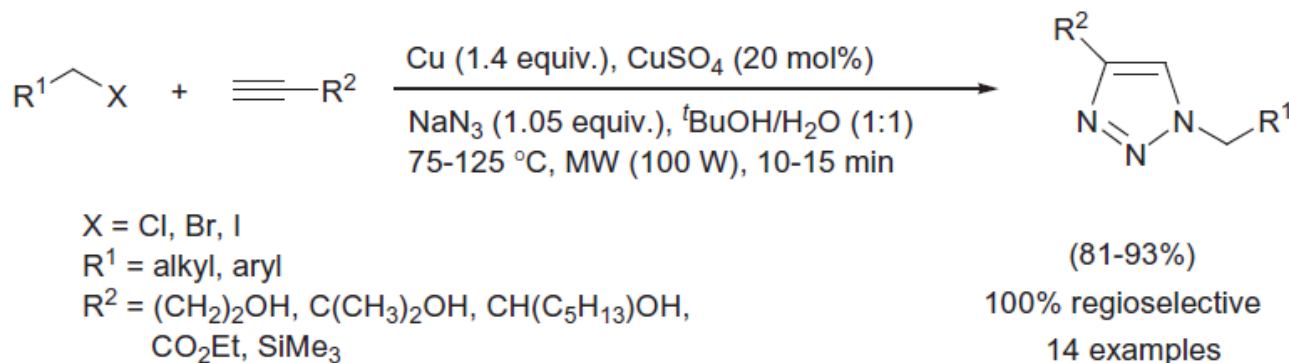 R¹ X + R² 
Cu (1.4 equiv.), CuSO₄ (20 mol%)
NaN₃ (1.05 equiv.), ᵗBuOH/H₂O (1:1)
75-125 °C, MW (100 W), 10-15 min
R²
N N R¹
N
X = Cl, Br, I
R¹ = alkyl, aryl
R² = (CH₂)₂OH, C(CH₃)₂OH, CH(C₅H₁₃)OH,
CO₂Et, SiMe₃
(81-93%)
100% regioselective
14 examples